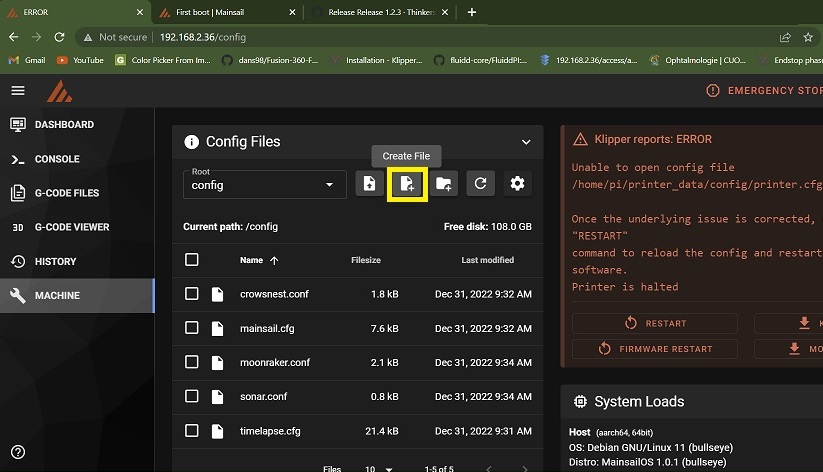 ERROR
First boot | Mainsail
Release Release 1.2.3 · Thinker
Not secure | 192.168.2.36/config
Gmail
YouTube
Color Picker From Im...
dans98/Fusion-360-F...
Installation - Klipper...
fluidd-core/FluiddPI:...
192.168.2.36/access/a...
Ophtalmologie | CUO...
Endstop phase
EMERGENCY STOP
DASHBOARD
CONSOLE
G-CODE FILES
3D G-CODE VIEWER
HISTORY
MACHINE
Config Files
Create File
Root
config
Current path: /config
Free disk: 108.0 GB
Name Filesize Last modified
crowsnest.conf 1.8 kB Dec 31, 2022 9:32 AM
mainsail.cfg 7.6 kB Dec 31, 2022 9:32 AM
moonraker.conf 2.1 kB Dec 31, 2022 9:34 AM
sonar.conf 0.8 kB Dec 31, 2022 9:34 AM
timelapse.cfg 21.4 kB Dec 31, 2022 9:31 AM
Files 10 1-5 of 5
Klipper reports: ERROR
Unable to open config file
/home/pi/printer_data/config/printer.cfg
Once the underlying issue is corrected,
"RESTART"
command to reload the config and restart
software.
Printer is halted
RESTART
K
FIRMWARE RESTART
MO
System Loads
Host (aarch64, 64bit)
OS: Debian GNU/Linux 11 (bullseye)
Distro: MainsailOS 1.0.1 (bullseye)